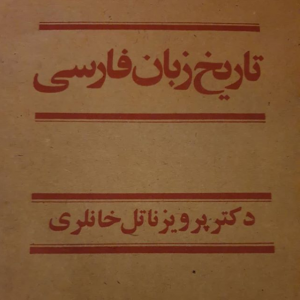 تاریخ زبان فارسی
دکتر پرویز ناتل خانلری